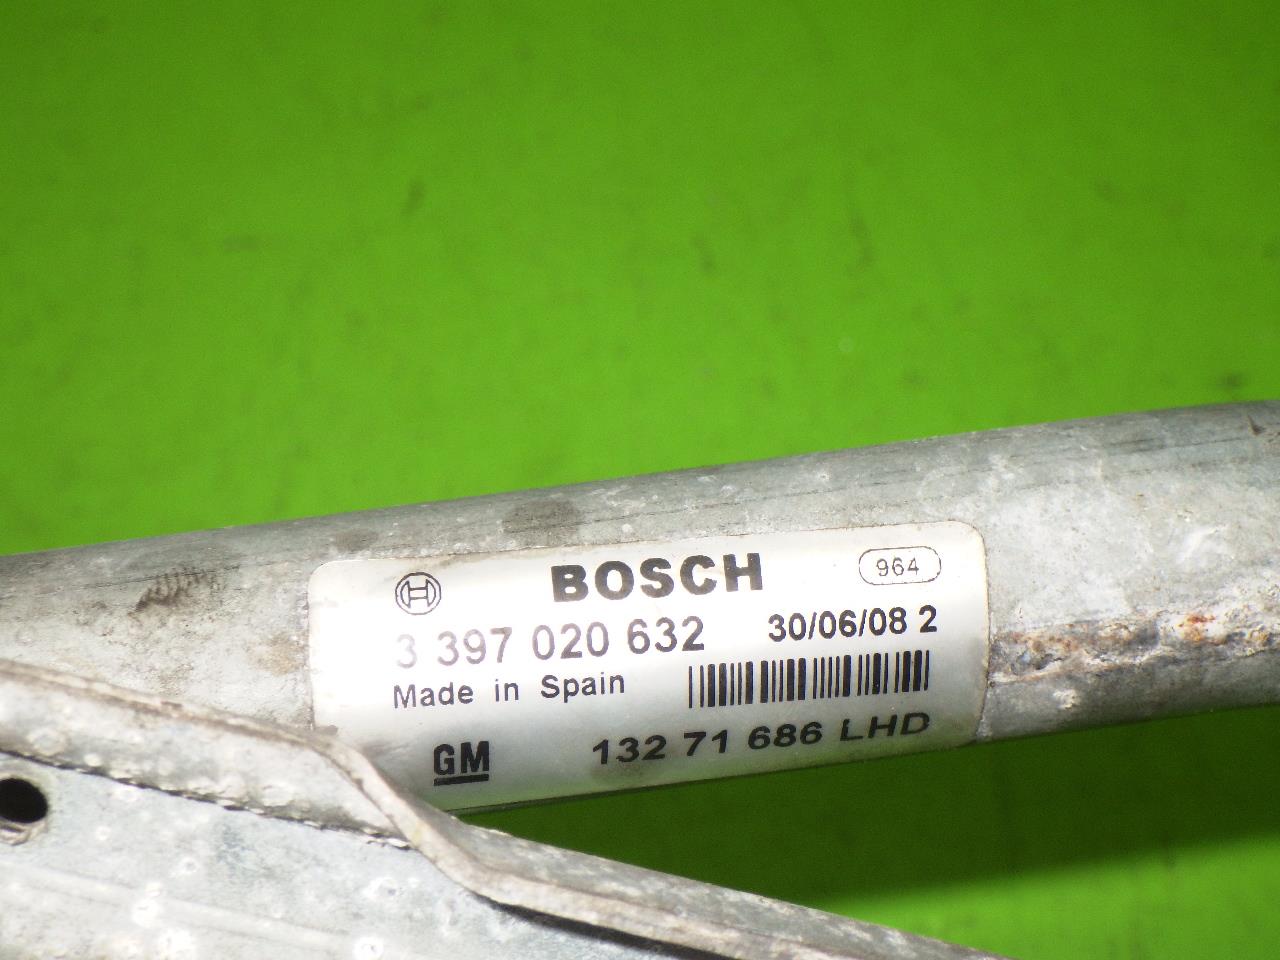 BOSCH 964
3 397 020 632 30/06/08 2
Made in Spain
GM 132 71 686 LHD